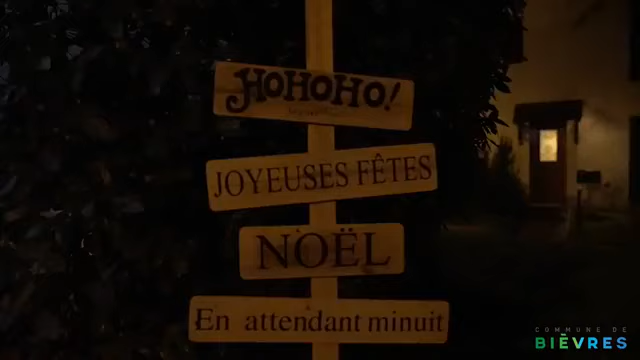 HOHOHO!
JOYEUSES FÊTES
NOËL
En attendant minuit
COMMUNE DE
BIÈVRES